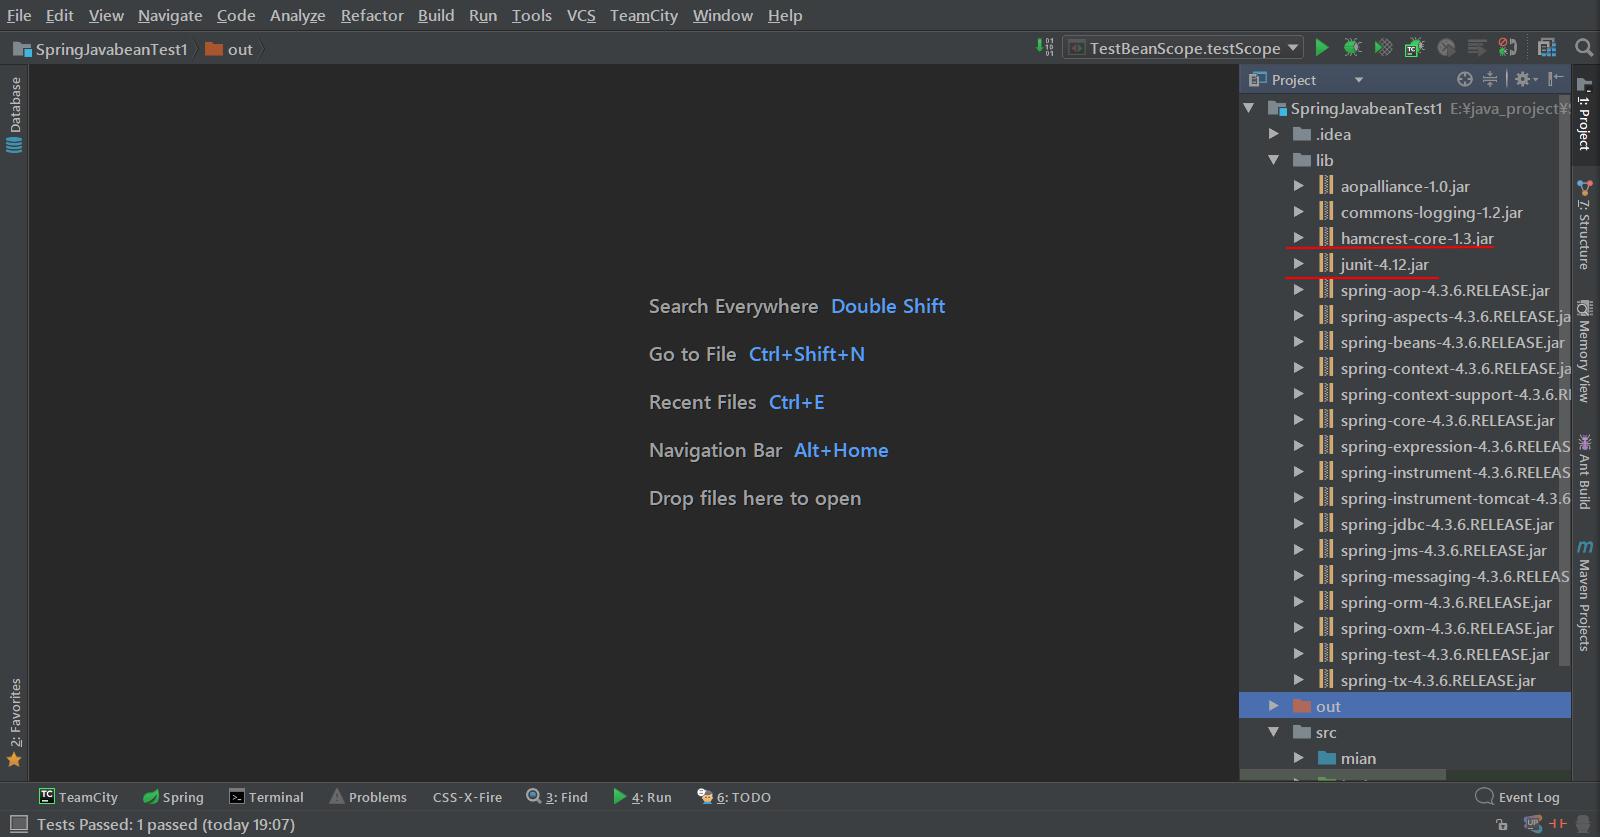 File Edit View Navigate Code Analyze Refactor Build Run Tools VCS TeamCity Window Help
SpringJavabeanTest1 out TestBeanScope.testScope
Database
2: Favorites
Search Everywhere Double Shift
Go to File Ctrl+Shift+N
Recent Files Ctrl+E
Navigation Bar Alt+Home
Drop files here to open
Project
SpringJavabeanTest1 E:¥java_project¥
.idea
lib
aopalliance-1.0.jar
commons-logging-1.2.jar
hamcrest-core-1.3.jar
junit-4.12.jar
spring-aop-4.3.6.RELEASE.jar
spring-aspects-4.3.6.RELEASE.ja
spring-beans-4.3.6.RELEASE.jar
spring-context-4.3.6.RELEASE.ja
spring-context-support-4.3.6.RI
spring-core-4.3.6.RELEASE.jar
spring-expression-4.3.6.RELEAS
spring-instrument-4.3.6.RELEAS
spring-instrument-tomcat-4.3.6
spring-jdbc-4.3.6.RELEASE.jar
spring-jms-4.3.6.RELEASE.jar
spring-messaging-4.3.6.RELEAS
spring-orm-4.3.6.RELEASE.jar
spring-oxm-4.3.6.RELEASE.jar
spring-test-4.3.6.RELEASE.jar
spring-tx-4.3.6.RELEASE.jar
out
src
mian
1: Project
7: Structure
Memory View
Ant Build
m Maven Projects
TC TeamCity Spring Terminal Problems CSS-X-Fire 3: Find 4: Run 6: TODO Event Log
Tests Passed: 1 passed (today 19:07)